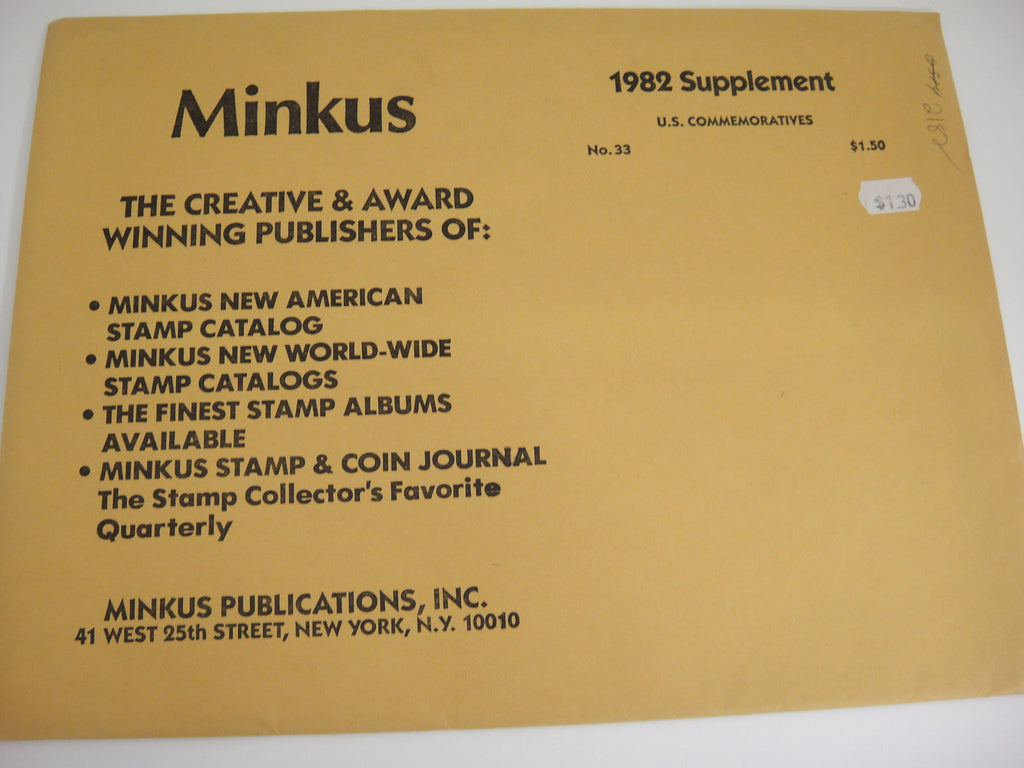 Minkus
1982 Supplement
U.S. COMMEMORATIVES
No. 33 $1.50
$1.30
THE CREATIVE & AWARD
WINNING PUBLISHERS OF:
• MINKUS NEW AMERICAN
STAMP CATALOG
• MINKUS NEW WORLD-WIDE
STAMP CATALOGS
• THE FINEST STAMP ALBUMS
AVAILABLE
• MINKUS STAMP & COIN JOURNAL
The Stamp Collector's Favorite
Quarterly
MINKUS PUBLICATIONS, INC.
41 WEST 25th STREET, NEW YORK, N.Y. 10010